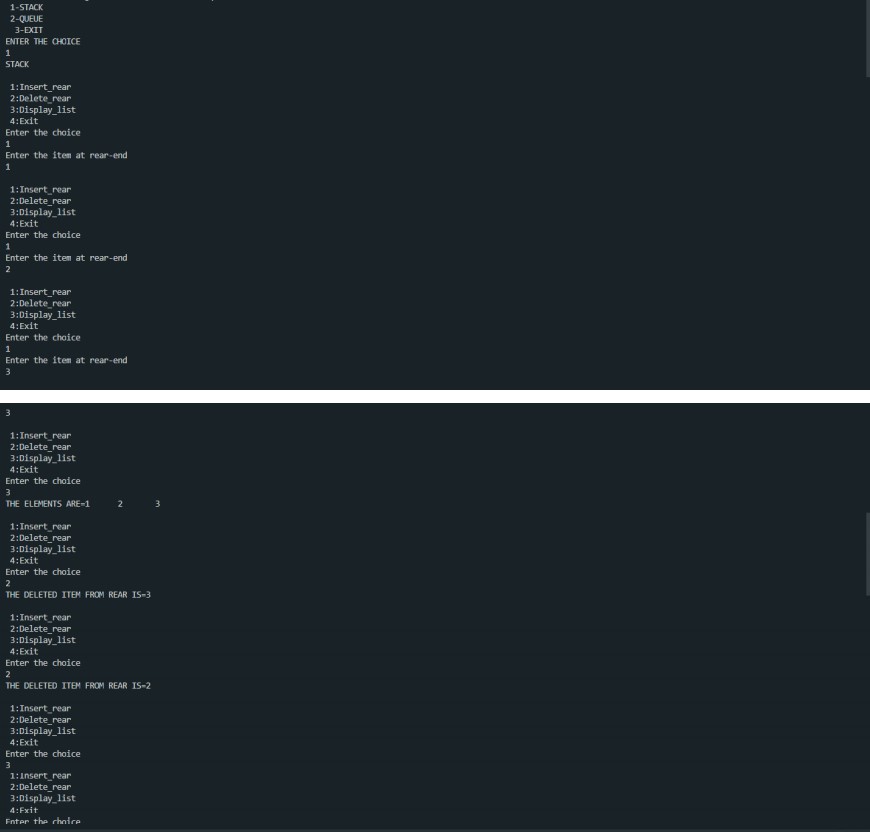 1-STACK
2-QUEUE
3-EXIT
ENTER THE CHOICE
1
STACK
1:Insert_rear
2:Delete_rear
3:Display_list
4:Exit
Enter the choice
1
Enter the item at rear-end
1
1:Insert_rear
2:Delete_rear
3:Display_list
4:Exit
Enter the choice
1
Enter the item at rear-end
2
1:Insert_rear
2:Delete_rear
3:Display_list
4:Exit
Enter the choice
1
Enter the item at rear-end
3
3
1:Insert_rear
2:Delete_rear
3:Display_list
4:Exit
Enter the choice
3
THE ELEMENTS ARE=1 2 3
1:Insert_rear
2:Delete_rear
3:Display_list
4:Exit
Enter the choice
2
THE DELETED ITEM FROM REAR IS=3
1:Insert_rear
2:Delete_rear
3:Display_list
4:Exit
Enter the choice
2
THE DELETED ITEM FROM REAR IS=2
1:Insert_rear
2:Delete_rear
3:Display_list
4:Exit
Enter the choice
3
1:Insert_rear
2:Delete_rear
3:Display_list
4:Exit
Enter the choice